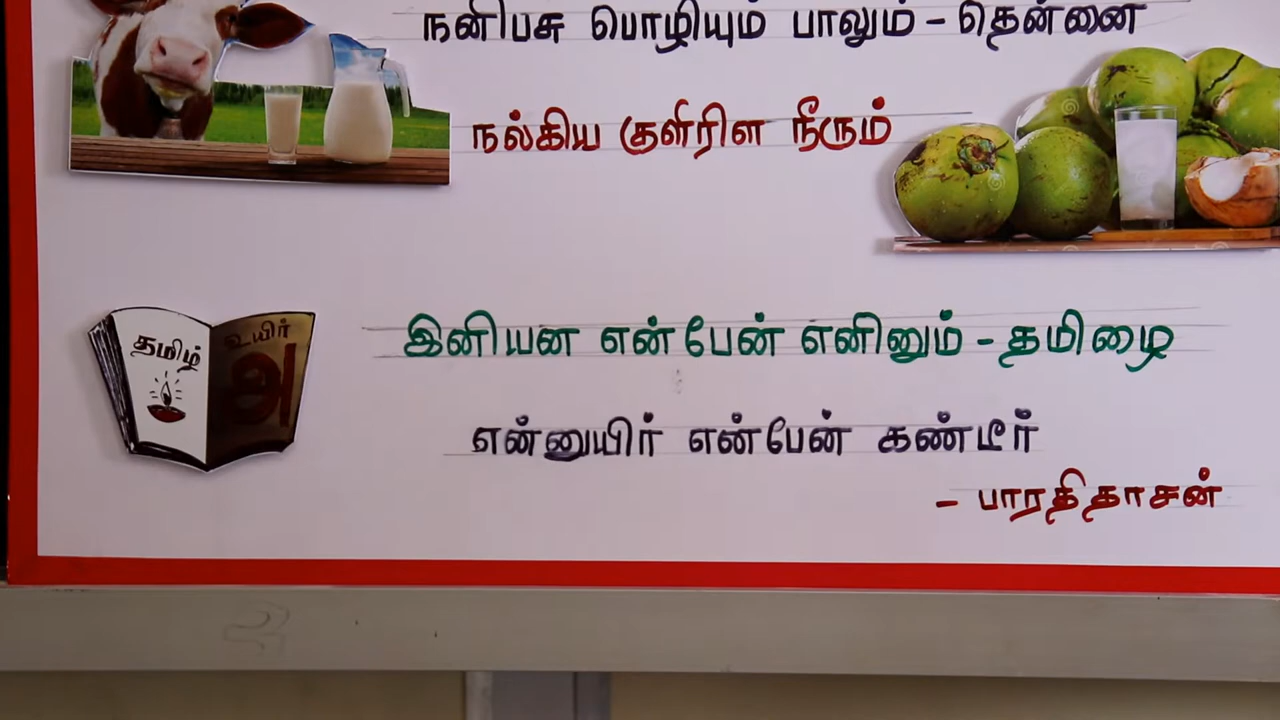 நனிபசு பொழியும் பாலும் - தென்னை
நல்கிய குளிரிள நீரும்
தமிழ்
உயிர்
அ
இனியன என்பேன் எனினும் - தமிழை
என்னுயிர் என்பேன் கண்டீர்
- பாரதிதாசன்